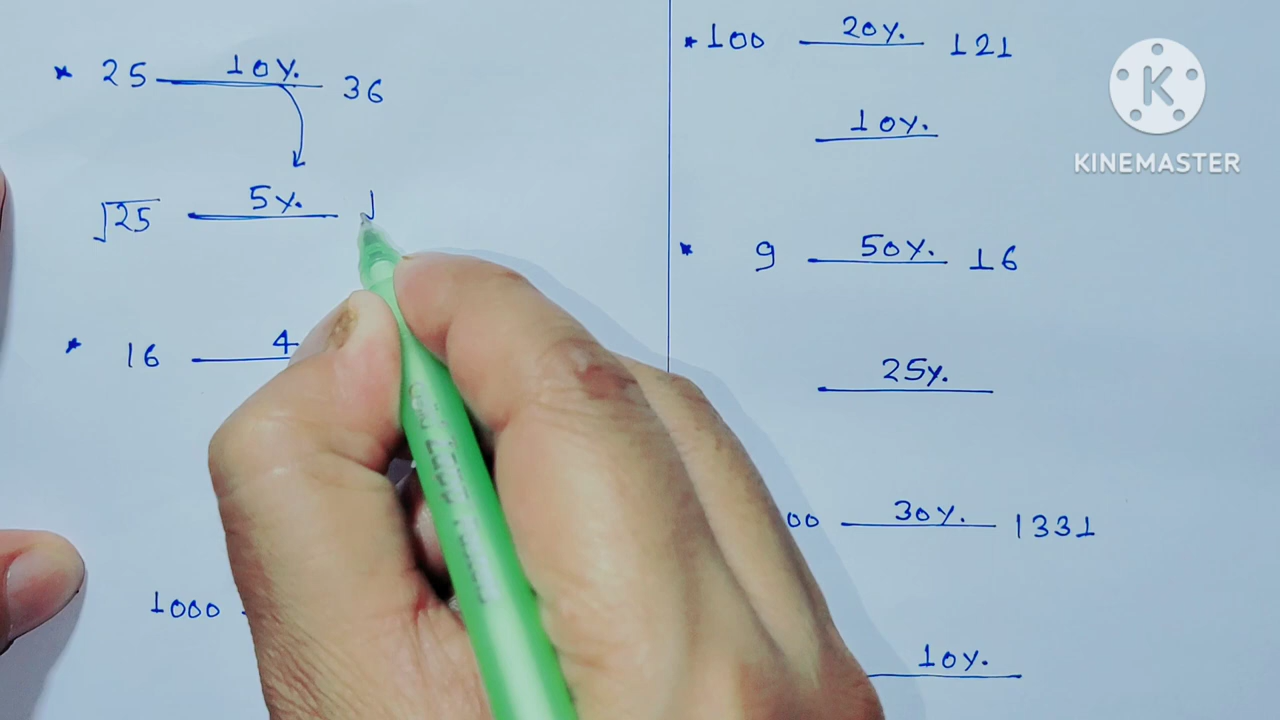 * 25 10y. 36
√25 5y. √
* 16 4
1000
* 100 20y. 121
10y.
* 9 50y. 16
25y.
00 30y. 1331
10y.
KINEMASTER